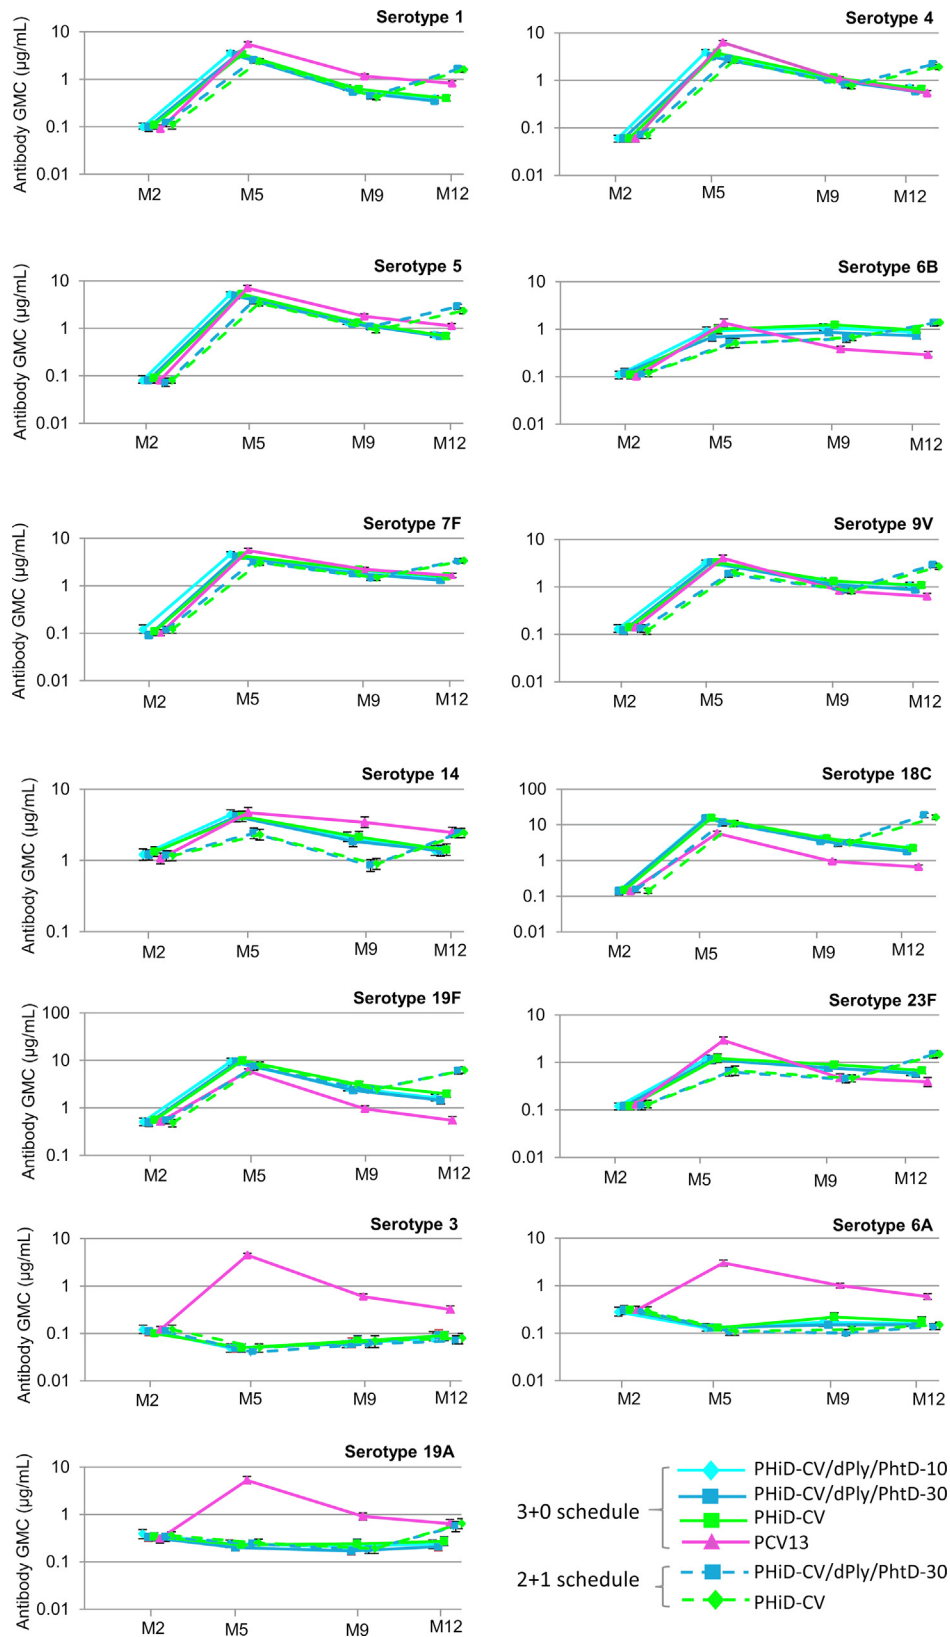 Serotype 1
Antibody GMC (µg/mL)
10
1
0.1
0.01
M2 M5 M9 M12
Serotype 4
10
1
0.1
0.01
M2 M5 M9 M12
Serotype 5
Antibody GMC (µg/mL)
10
1
0.1
0.01
M2 M5 M9 M12
Serotype 6B
10
1
0.1
0.01
M2 M5 M9 M12
Serotype 7F
Antibody GMC (µg/mL)
10
1
0.1
0.01
M2 M5 M9 M12
Serotype 9V
10
1
0.1
0.01
M2 M5 M9 M12
Serotype 14
Antibody GMC (µg/mL)
10
1
0.1
M2 M5 M9 M12
Serotype 18C
100
10
1
0.1
0.01
M2 M5 M9 M12
Serotype 19F
Antibody GMC (µg/mL)
100
10
1
0.1
M2 M5 M9 M12
Serotype 23F
10
1
0.1
0.01
M2 M5 M9 M12
Serotype 3
Antibody GMC (µg/mL)
10
1
0.1
0.01
M2 M5 M9 M12
Serotype 6A
10
1
0.1
0.01
M2 M5 M9 M12
Serotype 19A
Antibody GMC (µg/mL)
10
1
0.1
0.01
M2 M5 M9 M12
3+0 schedule
PHiD-CV/dPly/PhtD-10
PHiD-CV/dPly/PhtD-30
PHiD-CV
PCV13
2+1 schedule
PHiD-CV/dPly/PhtD-30
PHiD-CV